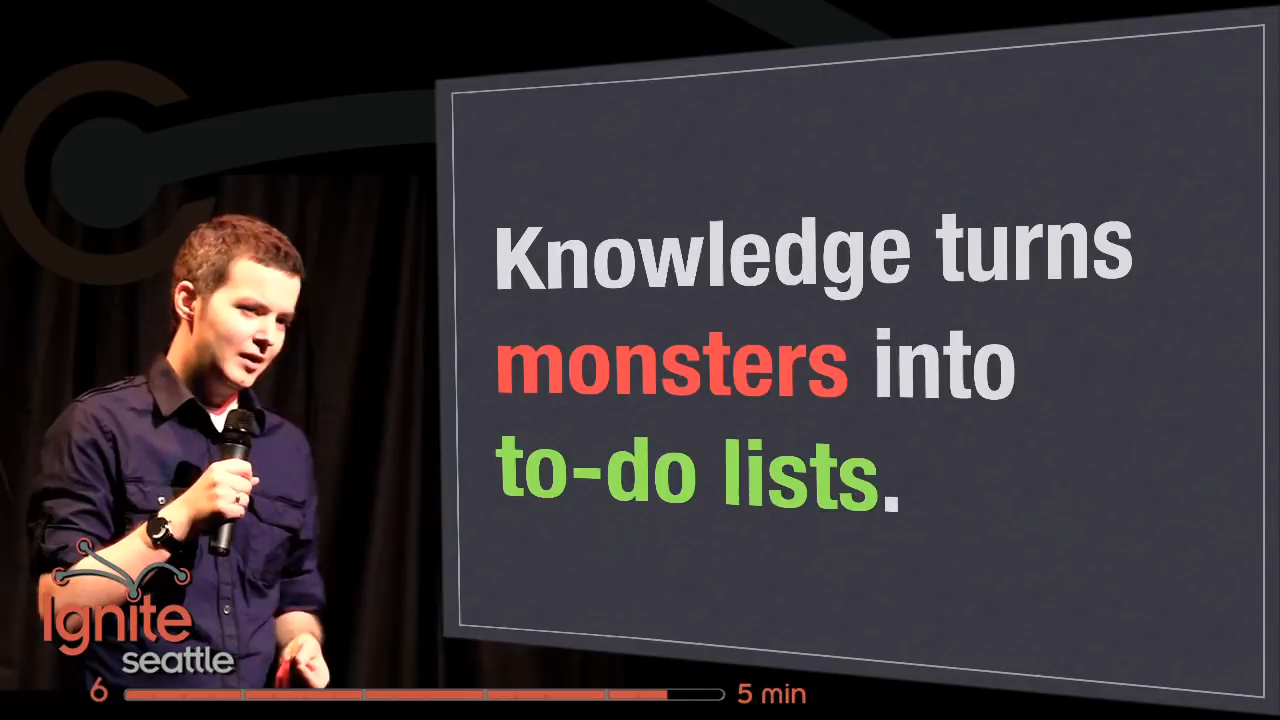 Knowledge turns
monsters into
to-do lists.
Ignite
seattle
6
5 min